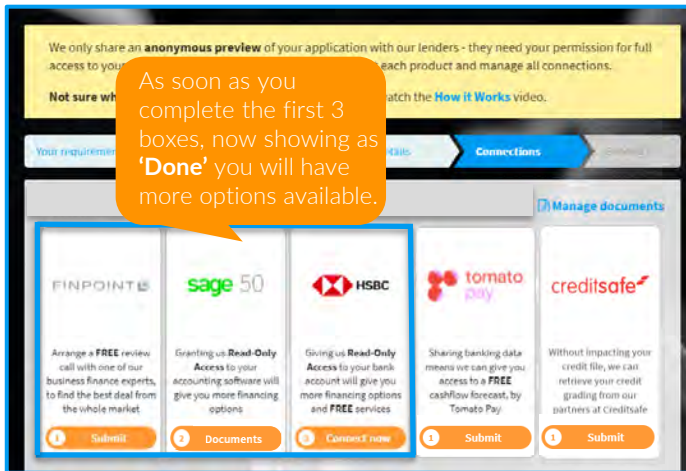 We only share an anonymous preview of your application with our lenders - they need your permission for full
access to your each product and manage all connections.
Not sure wh atch the How it Works video.
As soon as you
complete the first 3
boxes, now showing as
'Done' you will have
more options available.
Your requiremen
Connections
Manage documents
FINPOINT
Arrange a FREE review
call with one of our
business finance experts,
to find the best deal from
the whole market
1 Submit
sage 50
Granting us Read-Only
Access to your
accounting software will
give you more financing
options
2 Documents
HSBC
Giving us Read-Only
Access to your bank
account will give you
more financing options
and FREE services
3 Connect now
tomato
pay
Sharing banking data
means we can give you
access to a FREE
cashflow forecast, by
Tomato Pay
1 Submit
creditsafe
Without impacting your
credit file, we can
retrieve your credit
grading from our
partners at Creditsafe
1 Submit